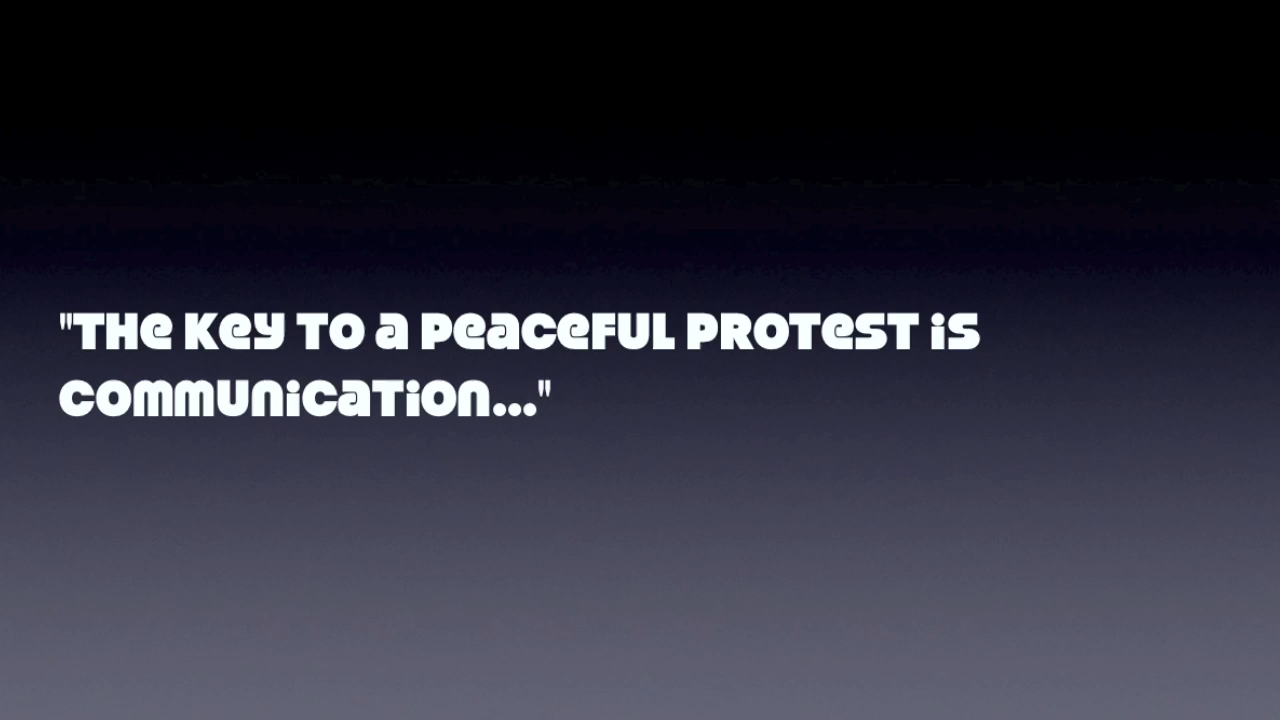 "The key to a peaceful protest is
communication..."